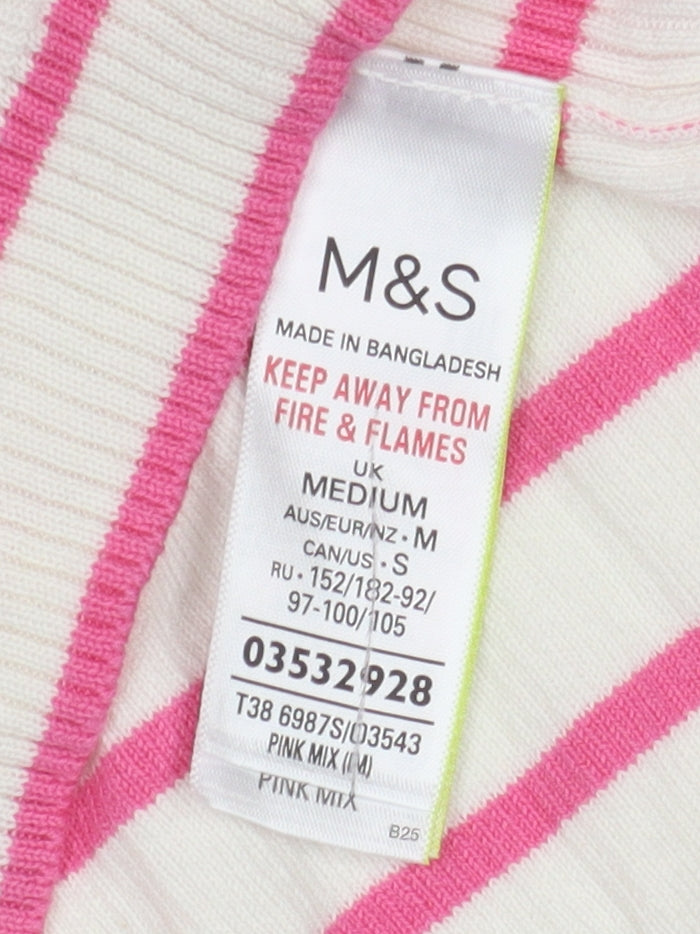 M&S
MADE IN BANGLADESH
KEEP AWAY FROM
FIRE & FLAMES
UK
MEDIUM
AUS/EUR/NZ • M
CAN/US • S
RU • 152/182-92/
97-100/105
03532928
T38 6987S/03543
PINK MIX (M)
PINK MIX
B25